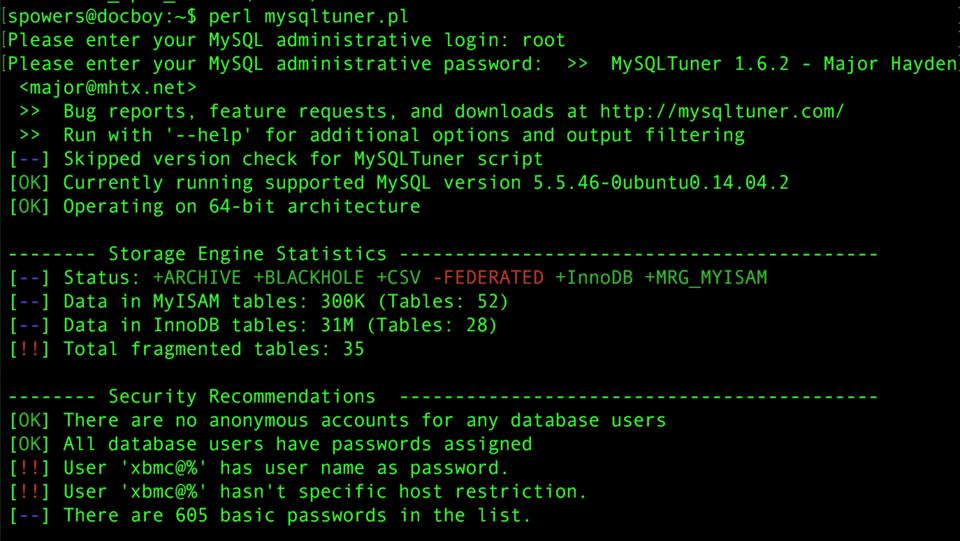 [spowers@docboy:~$ perl mysqltuner.pl
[Please enter your MySQL administrative login: root
[Please enter your MySQL administrative password:  >>  MySQLTuner 1.6.2 - Major Hayden]
 <major@mhtx.net>
 >>  Bug reports, feature requests, and downloads at http://mysqltuner.com/
 >>  Run with '--help' for additional options and output filtering
[--] Skipped version check for MySQLTuner script
[OK] Currently running supported MySQL version 5.5.46-0ubuntu0.14.04.2
[OK] Operating on 64-bit architecture
-------- Storage Engine Statistics -------------------------------------------
[--] Status: +ARCHIVE +BLACKHOLE +CSV -FEDERATED +InnoDB +MRG_MYISAM
[--] Data in MyISAM tables: 300K (Tables: 52)
[--] Data in InnoDB tables: 31M (Tables: 28)
[!!] Total fragmented tables: 35
-------- Security Recommendations  -------------------------------------------
[OK] There are no anonymous accounts for any database users
[OK] All database users have passwords assigned
[!!] User 'xbmc@%' has user name as password.
[!!] User 'xbmc@%' hasn't specific host restriction.
[--] There are 605 basic passwords in the list.